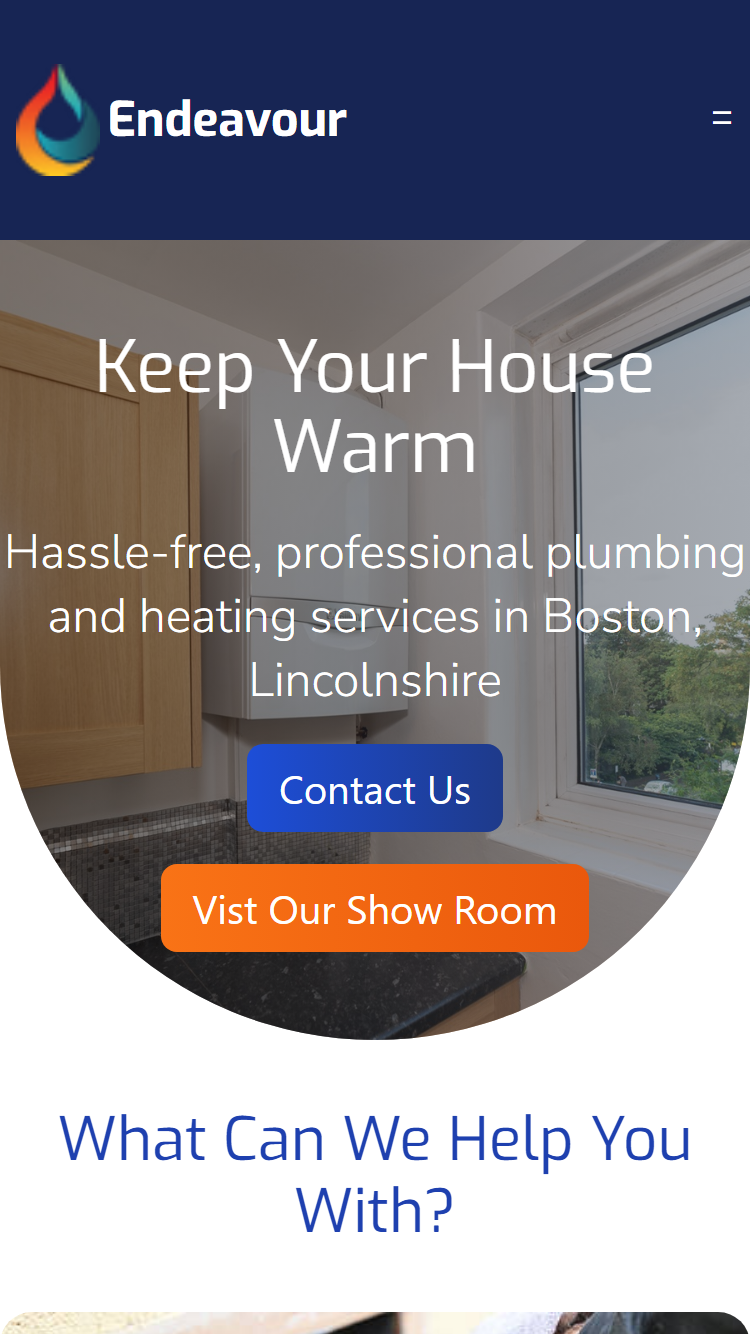 Endeavour
Keep Your House
Warm
Hassle-free, professional plumbing
and heating services in Boston,
Lincolnshire
Contact Us
Vist Our Show Room
What Can We Help You
With?